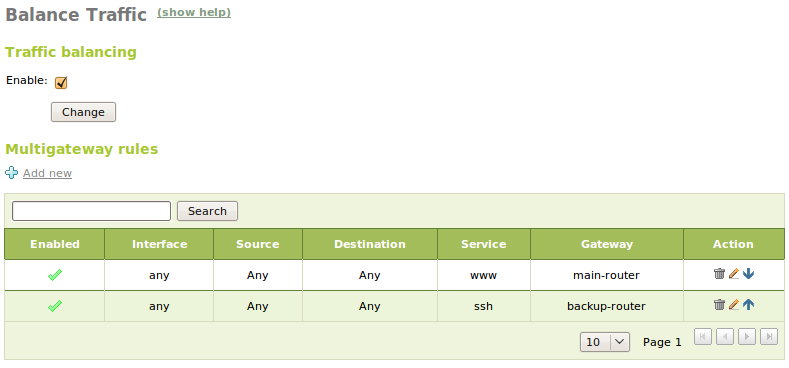 Balance Traffic (show help)
Traffic balancing
Enable:
Change
Multigateway rules
Add new
Search
Enabled Interface Source Destination Service Gateway Action
any Any Any www main-router
any Any Any ssh backup-router
10 Page 1